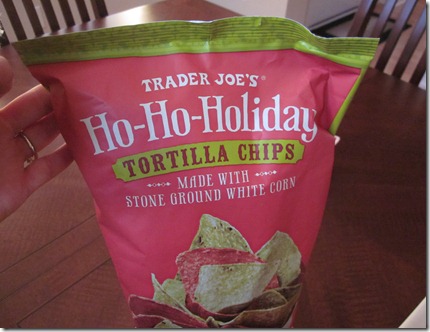 TRADER JOE'S®
Ho-Ho-Holiday
TORTILLA CHIPS
MADE WITH
STONE GROUND WHITE CORN